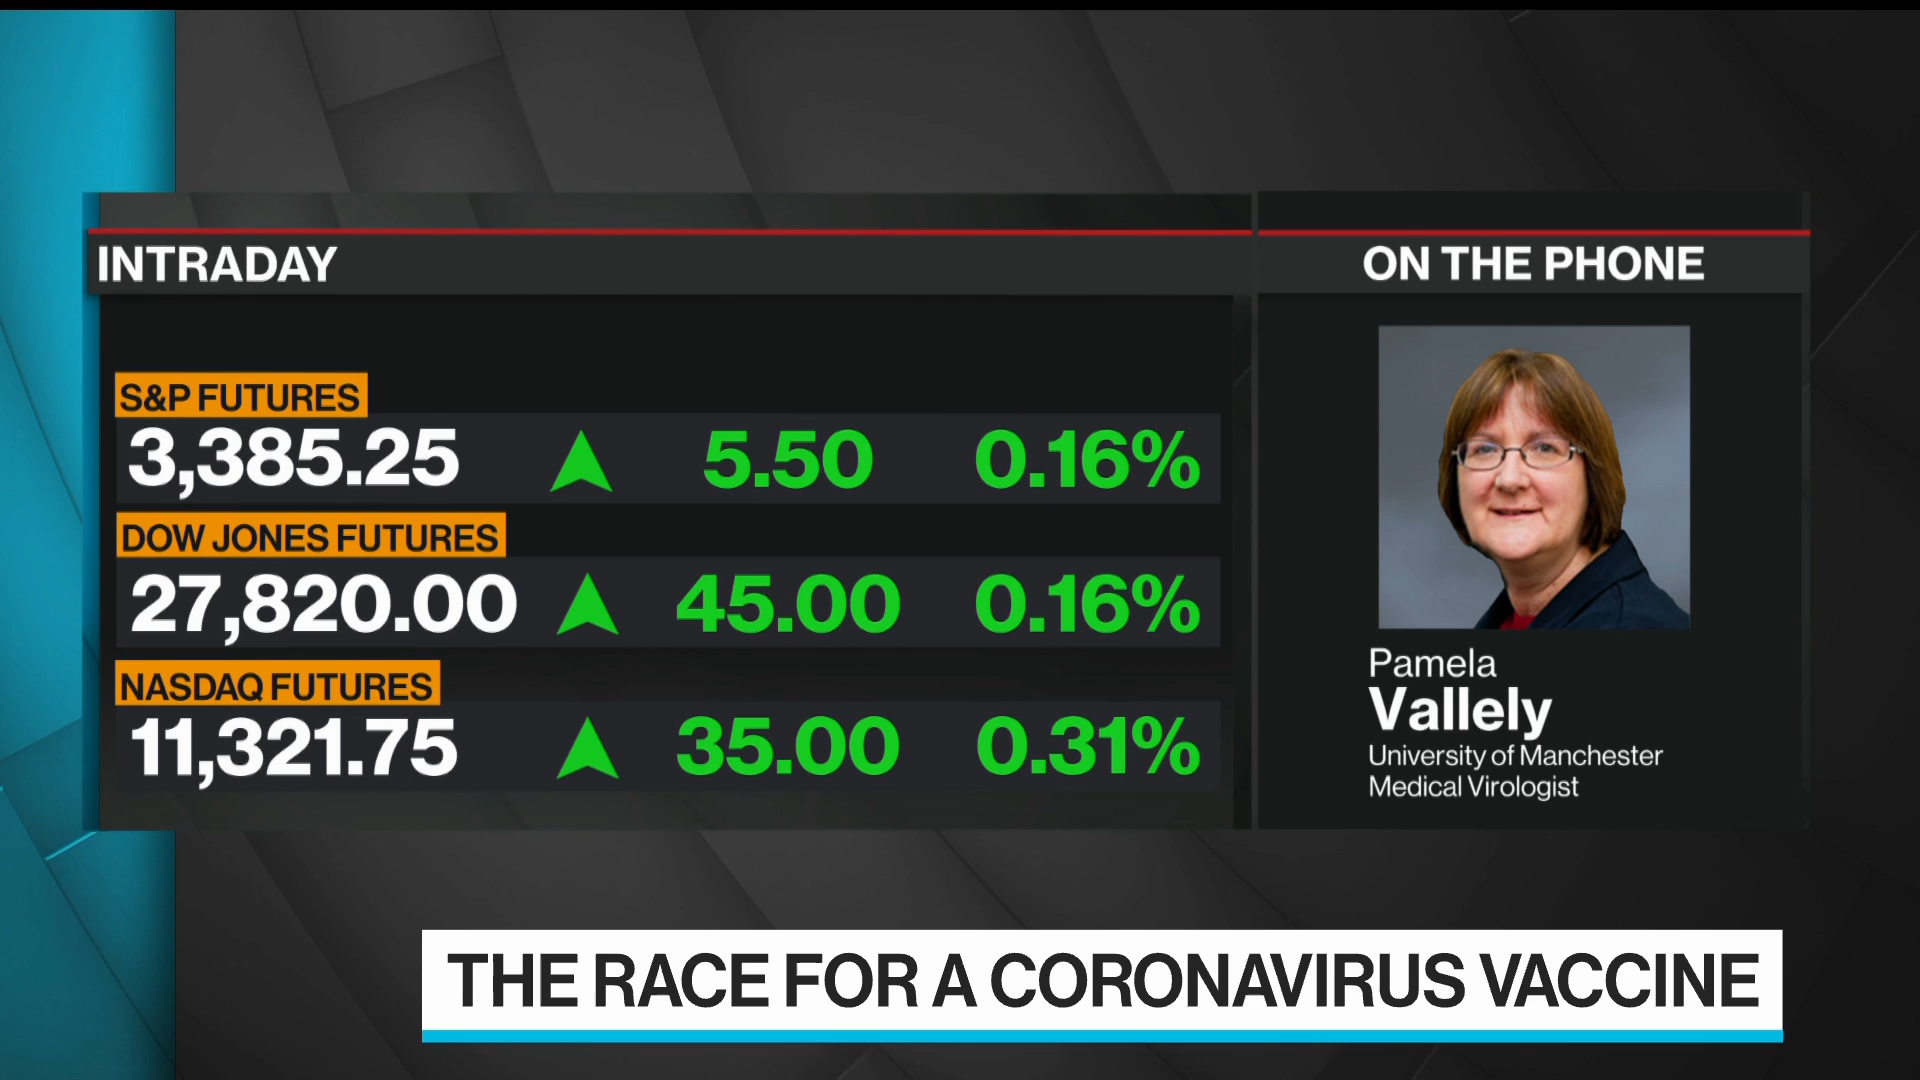 INTRADAY
S&P FUTURES
3,385.25 ▲ 5.50 0.16%
DOW JONES FUTURES
27,820.00 ▲ 45.00 0.16%
NASDAQ FUTURES
11,321.75 ▲ 35.00 0.31%
ON THE PHONE
Pamela
Vallely
University of Manchester
Medical Virologist
THE RACE FOR A CORONAVIRUS VACCINE